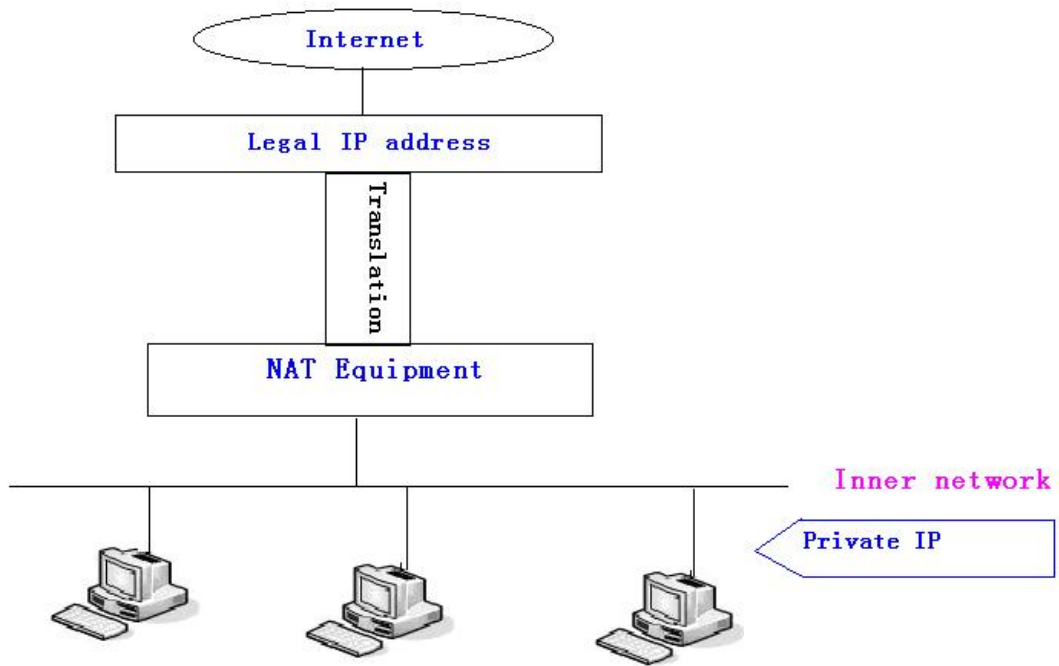 Internet
Legal IP address
Translation
NAT Equipment
Inner network
Private IP